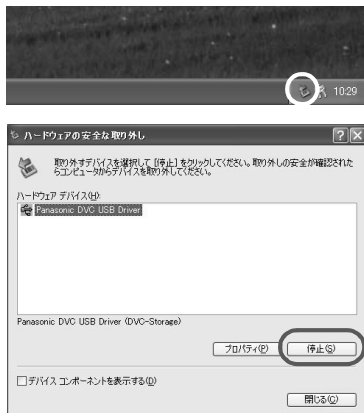 10:29
ハードウェアの安全な取り外し
取り外すデバイスを選択して [停止] をクリックしてください。取り外しの安全が確認された
らコンピュータからデバイスを取り外してください。
ハードウェア デバイス(H):
Panasonic DVC USB Driver
Panasonic DVC USB Driver (DVC-Storage)
プロパティ(P)
停止(S)
デバイス コンポーネントを表示する(D)
閉じる(C)